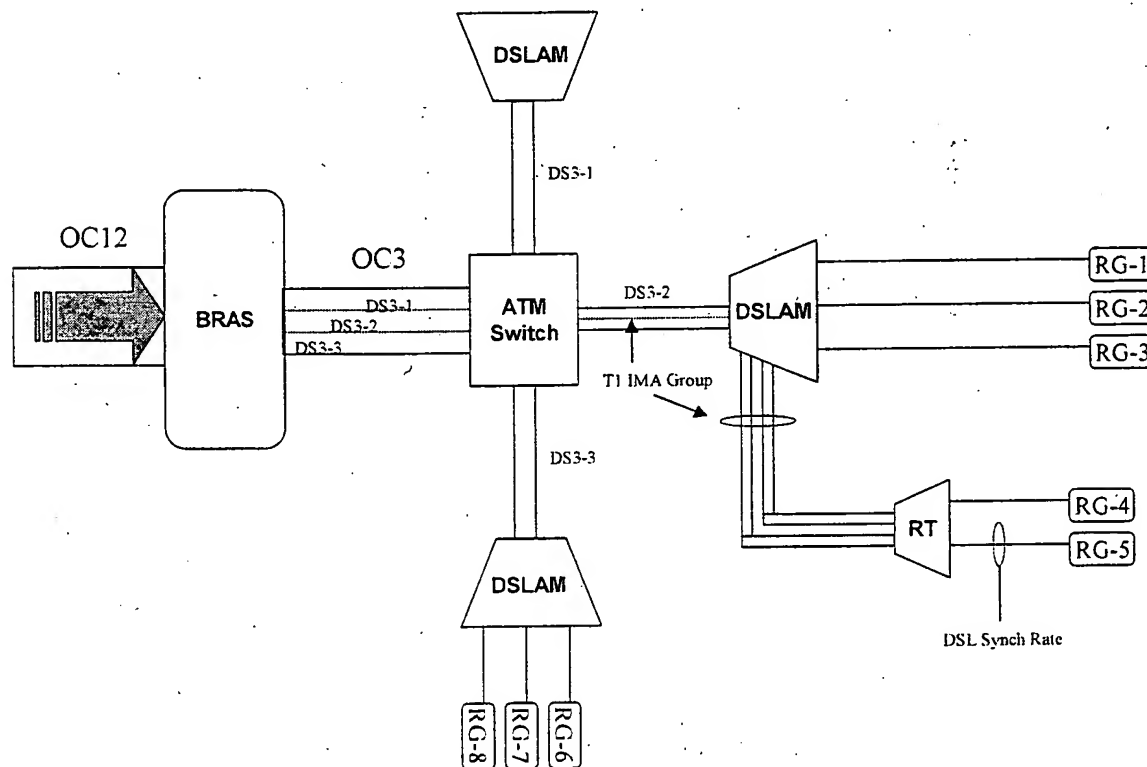 DSLAM
DS3-1
OC12
OC3
BRAS
DS3-1
DS3-2
DS3-3
ATM
Switch
DS3-2
DSLAM
RG-1
RG-2
RG-3
T1 IMA Group
DS3-3
RT
RG-4
RG-5
DSLAM
DSL Synch Rate
RG-8
RG-7
RG-6